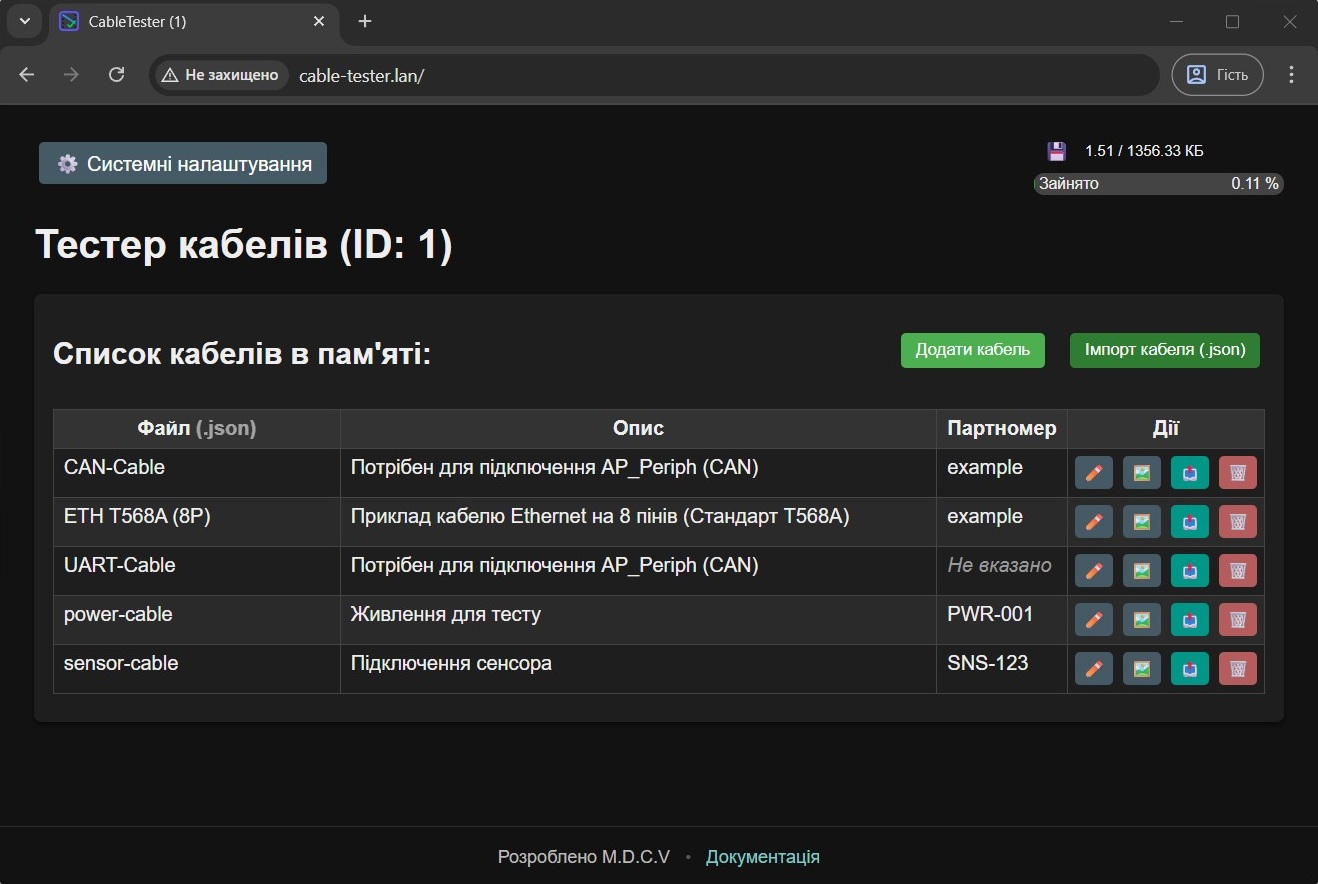 CableTester (1)
Не захищено cable-tester.lan/ Гість
Системні налаштування
1.51 / 1356.33 КБ
Зайнято 0.11 %
Тестер кабелів (ID: 1)
Список кабелів в пам'яті: Додати кабель Імпорт кабеля (.json)
Файл (.json) Опис Партномер Дії
CAN-Cable Потрібен для підключення AP_Periph (CAN) example
ETH T568A (8P) Приклад кабелю Ethernet на 8 пінів (Стандарт T568A) example
UART-Cable Потрібен для підключення AP_Periph (CAN) Не вказано
power-cable Живлення для тесту PWR-001
sensor-cable Підключення сенсора SNS-123
Розроблено M.D.C.V • Документація